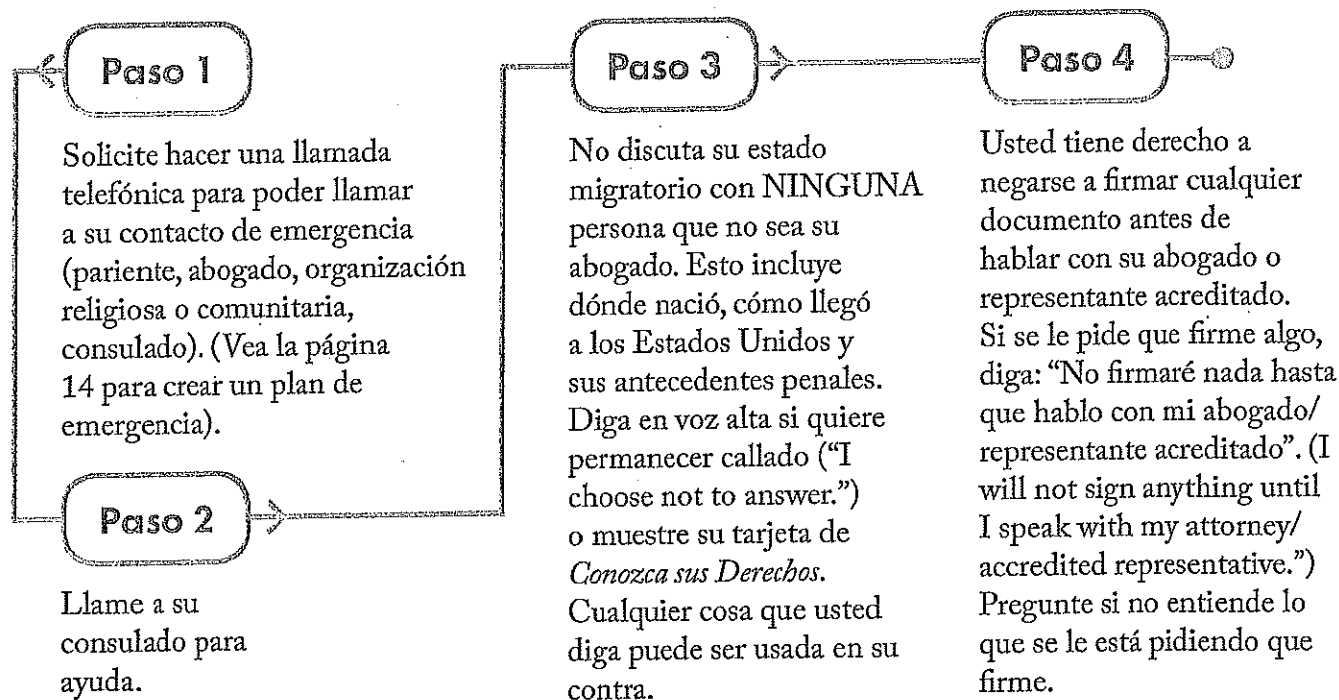 Paso 1
Solicite hacer una llamada
telefónica para poder llamar
a su contacto de emergencia
(pariente, abogado, organización
religiosa o comunitaria,
consulado). (Vea la página
14 para crear un plan de
emergencia).
Paso 2
Llame a su
consulado para
ayuda.
Paso 3
No discuta su estado
migratorio con NINGUNA
persona que no sea su
abogado. Esto incluye
dónde nació, cómo llegó
a los Estados Unidos y
sus antecedentes penales.
Diga en voz alta si quiere
permanecer callado (“I
choose not to answer.”)
o muestre su tarjeta de
Conozca sus Derechos.
Cualquier cosa que usted
diga puede ser usada en su
contra.
Paso 4
Usted tiene derecho a
negarse a firmar cualquier
documento antes de
hablar con su abogado o
representante acreditado.
Si se le pide que firme algo,
diga: “No firmaré nada hasta
que hablo con mi abogado/
representante acreditado”. (I
will not sign anything until
I speak with my attorney/
accredited representative.”)
Pregunte si no entiende lo
que se le está pidiendo que
firme.